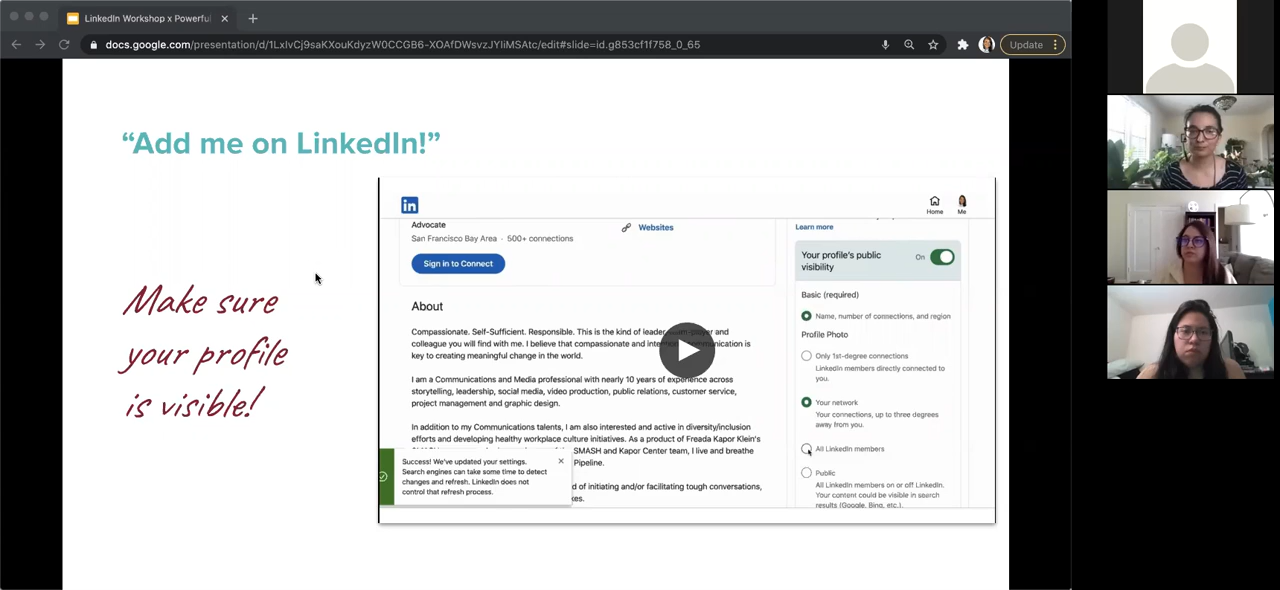 LinkedIn Workshop x Powerful
docs.google.com/presentation/d/1LxIvCj9saKXouKdyzW0CCGB6-XOAfDWsvzJYIiMSAtc/edit#slide=id.g853cf1f758_0_65
Update
“Add me on LinkedIn!”
Make sure
your profile
is visible!
in
Home
Me
Advocate
San Francisco Bay Area · 500+ connections
Websites
Sign in to Connect
About
Compassionate. Self-Sufficient. Responsible. This is the kind of leader, and
colleague you will find with me. I believe that compassionate and communication is
key to creating meaningful change in the world.
I am a Communications and Media professional with nearly 10 years of experience across
storytelling, leadership, social media, video production, public relations, customer service,
project management and graphic design.
In addition to my Communications talents, I am also interested and active in diversity/inclusion
efforts and developing healthy workplace culture initiatives. As a product of Freada Kapor Klein's
SMASH and Kapor Center team, I live and breathe
Pipeline.
of initiating and/or facilitating tough conversations,
Success! We've updated your settings.
Search engines can take some time to detect
changes and refresh. LinkedIn does not
control that refresh process.
Learn more
Your profile's public
visibility
On
Basic (required)
Name, number of connections, and region
Profile Photo
Only 1st-degree connections
LinkedIn members directly connected to
you.
Your network
Your connections, up to three degrees
away from you.
All LinkedIn members
Public
All LinkedIn members on or off LinkedIn.
Your content could be visible in search
results (Google, Bing, etc.).